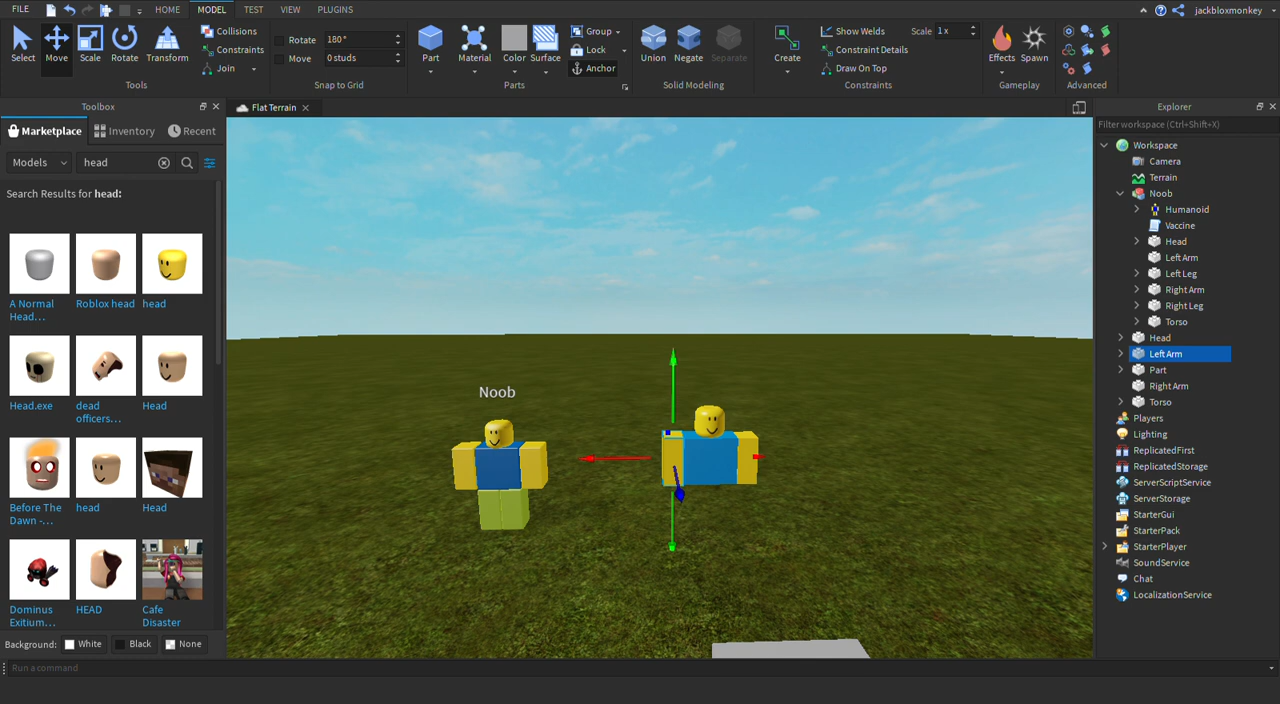 FILE HOME MODEL TEST VIEW PLUGINS jackbloxmonkey
Select Move Scale Rotate Transform
Collisions
Constraints
Join
Tools
Rotate 180°
Move 0 studs
Snap to Grid
Part Material Color Surface
Group
Lock
Anchor
Parts
Union Negate Separate
Solid Modeling
Create
Show Welds Scale 1 x
Constraint Details
Draw On Top
Constraints
Effects Spawn
Gameplay
Advanced
Toolbox
Marketplace Inventory Recent
Models head
Search Results for head:
A Normal
Head...
Roblox head
head
Head.exe
dead
officers...
Head
Before The
Dawn -...
head
Head
Dominus
Exitium...
HEAD
Cafe
Disaster
Background: White Black None
Run a command
Flat Terrain
Noob
Explorer
Filter workspace (Ctrl+Shift+X)
Workspace
Camera
Terrain
Noob
Humanoid
Vaccine
Head
Left Arm
Left Leg
Right Arm
Right Leg
Torso
Head
Left Arm
Part
Right Arm
Torso
Players
Lighting
ReplicatedFirst
ReplicatedStorage
ServerScriptService
ServerStorage
StarterGui
StarterPack
StarterPlayer
SoundService
Chat
LocalizationService